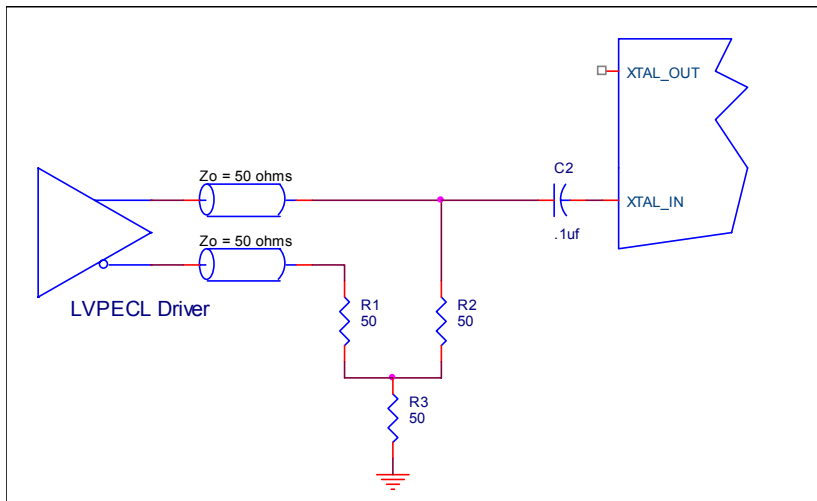 XTAL_OUT
Zo = 50 ohms
C2
XTAL_IN
.1uf
Zo = 50 ohms
LVPECL Driver
R1
50
R2
50
R3
50